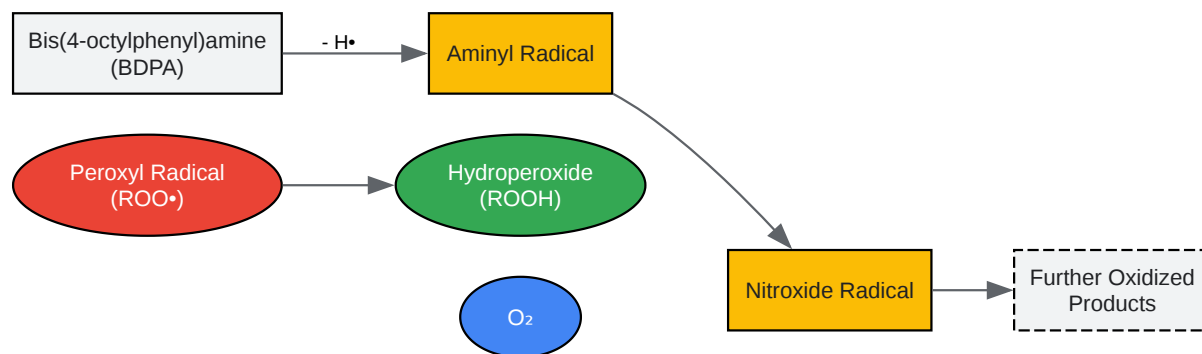 Bis(4-octylphenyl)amine
(BDPA)
- H•
Aminyl Radical
Peroxyl Radical
(ROO•)
Hydroperoxide
(ROOH)
Nitroxide Radical
Further Oxidized
Products
O₂